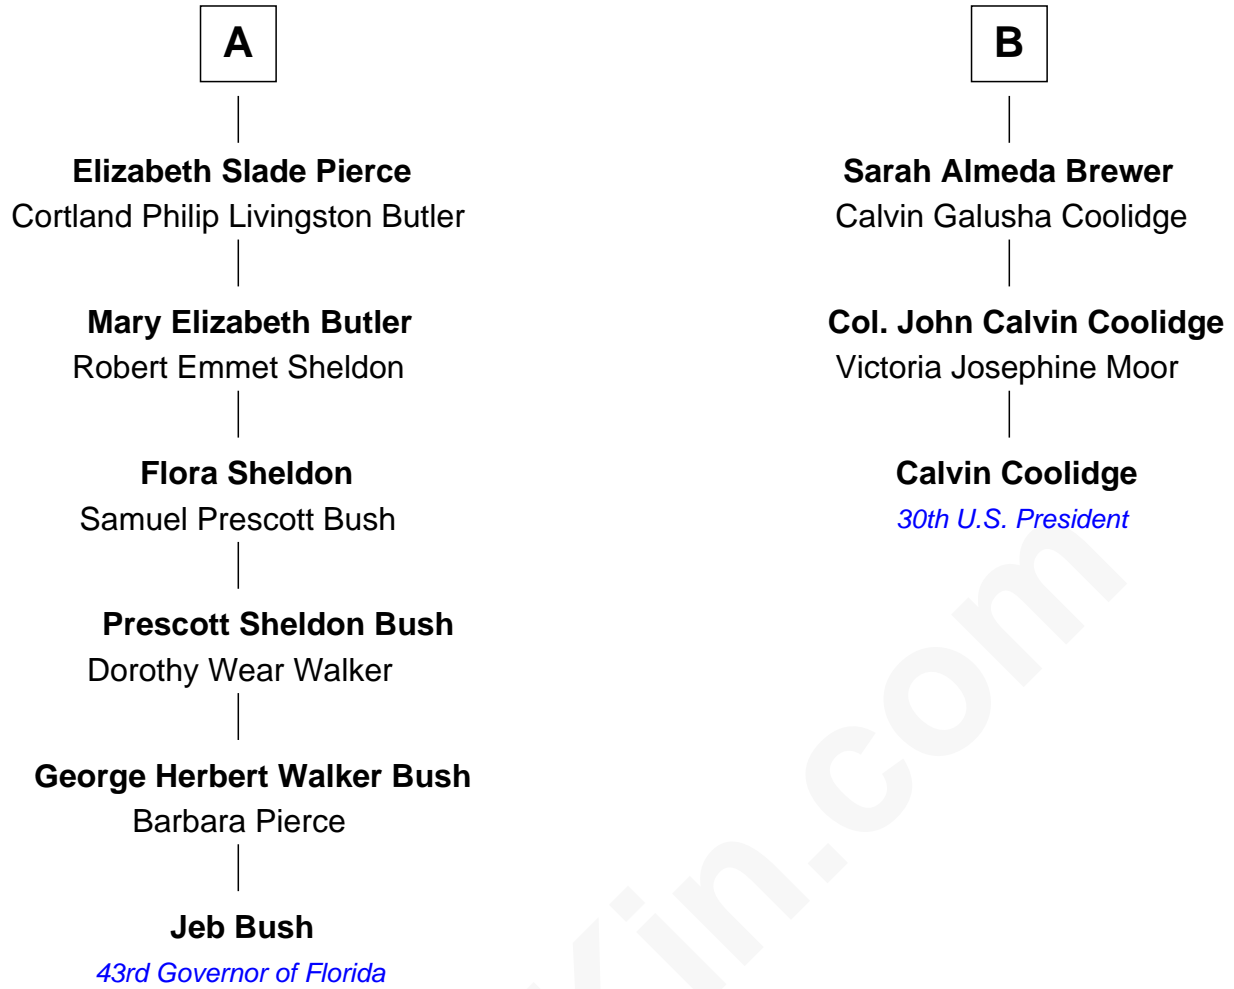 A
Elizabeth Slade Pierce
Cortland Philip Livingston Butler
Mary Elizabeth Butler
Robert Emmet Sheldon
Flora Sheldon
Samuel Prescott Bush
Prescott Sheldon Bush
Dorothy Wear Walker
George Herbert Walker Bush
Barbara Pierce
Jeb Bush
43rd Governor of Florida
B
Sarah Almeda Brewer
Calvin Galusha Coolidge
Col. John Calvin Coolidge
Victoria Josephine Moor
Calvin Coolidge
30th U.S. President
Kin.com